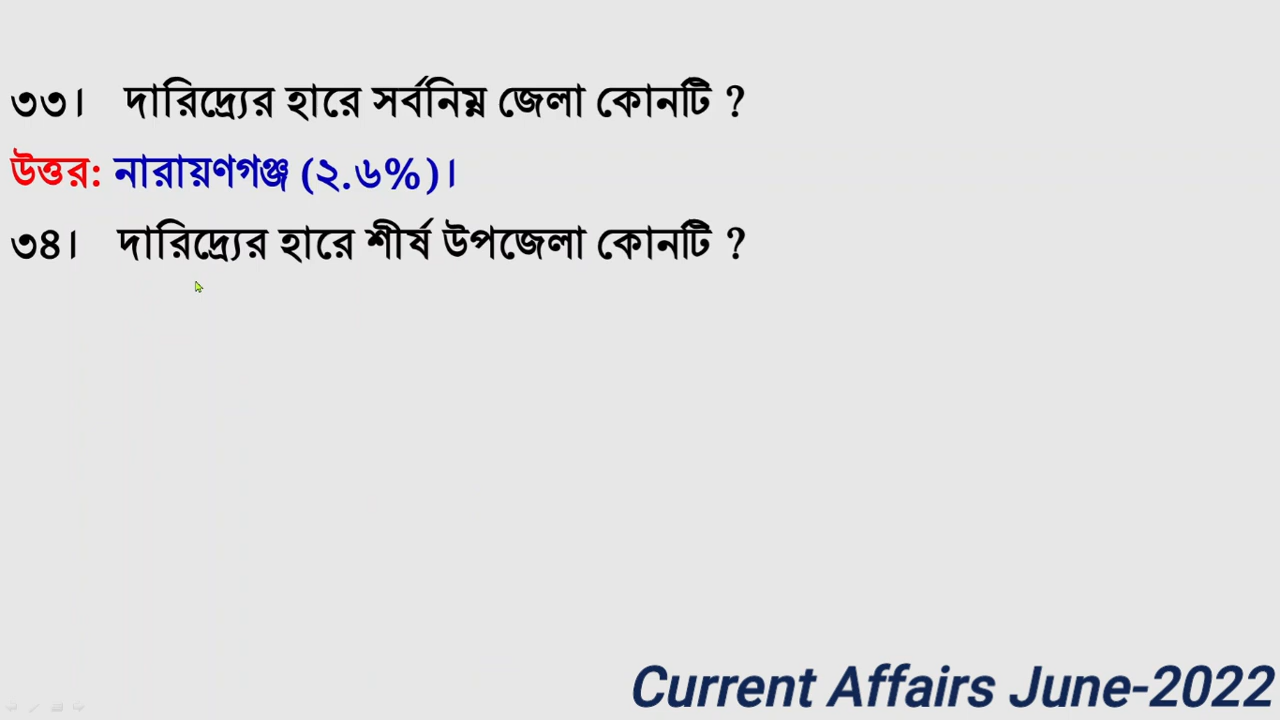 ৩৩। দারিদ্র্যের হারে সর্বনিম্ন জেলা কোনটি ?
উত্তর: নারায়ণগঞ্জ (২.৬%)।
৩৪। দারিদ্র্যের হারে শীর্ষ উপজেলা কোনটি ?
Current Affairs June-2022